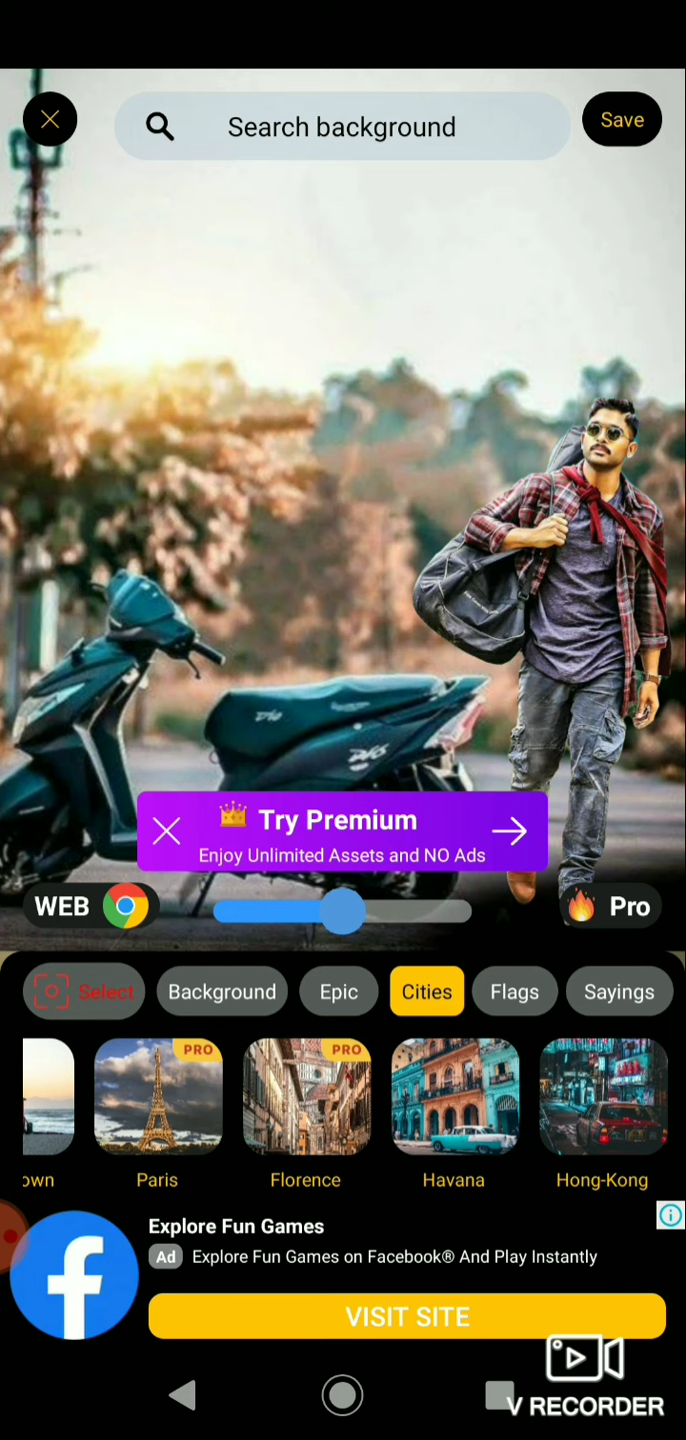 Search background
Save
Dio
Dio
Try Premium
Enjoy Unlimited Assets and NO Ads
WEB
Pro
Select
Background
Epic
Cities
Flags
Sayings
PRO
PRO
own
Paris
Florence
Havana
Hong-Kong
Explore Fun Games
Ad
Explore Fun Games on Facebook® And Play Instantly
VISIT SITE
V RECORDER